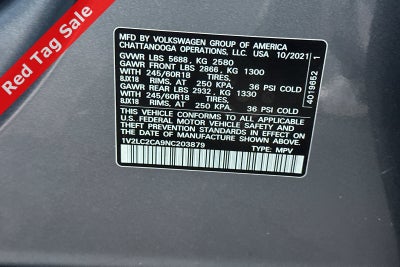 Red Tag Sale
MFD. BY VOLKSWAGEN GROUP OF AMERICA
CHATTANOOGA OPERATIONS, LLC. USA 10/2021
GVWR LBS 5688, KG 2580
GAWR FRONT LBS 2866, KG 1300
WITH 245/60R18 TIRES,
8JX18 RIMS, AT 250 KPA. 36 PSI COLD
GAWR REAR LBS 2932, KG 1330
WITH 245/60R18 TIRES,
8JX18 RIMS, AT 250 KPA. 36 PSI COLD
THIS VEHICLE CONFORMS TO ALL APPLICABLE
U.S. FEDERAL MOTOR VEHICLE SAFETY STANDARDS
IN EFFECT ON THE DATE OF MANUFACTURE
SHOWN ABOVE.
1V2LC2CA9NC203879 TYPE: MPV
4019652 1